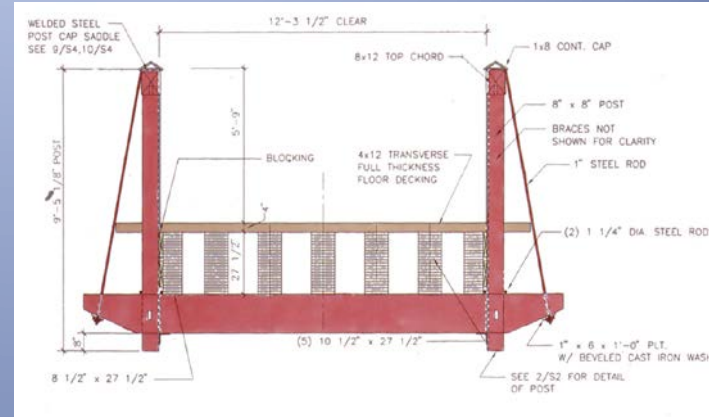 WELDED STEEL
POST CAP SADDLE
SEE 9/S4,10/S4
12'-3 1/2" CLEAR
8x12 TOP CHORD
1x8 CONT. CAP
5'-9"
8" x 8" POST
BRACES NOT
SHOWN FOR CLARITY
BLOCKING
4x12 TRANSVERSE
FULL THICKNESS
FLOOR DECKING
1" STEEL ROD
9'-5 1/8" POST
4"
27 1/2"
(2) 1 1/4" DIA. STEEL ROD
8"
(5) 10 1/2" x 27 1/2"
1" x 6 x 1'-0" PLT.
W/ BEVELED CAST IRON WASH
8 1/2" x 27 1/2"
SEE 2/S2 FOR DETAIL
OF POST